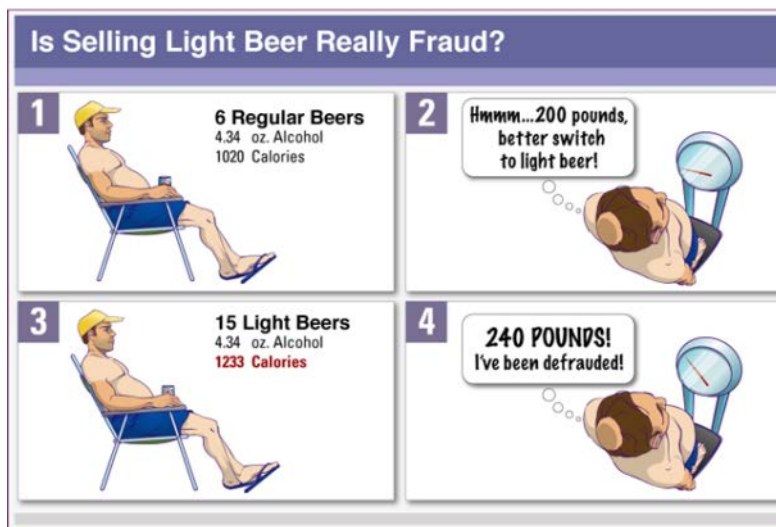 Is Selling Light Beer Really Fraud?
1
6 Regular Beers
4.34 oz. Alcohol
1020 Calories
2
Hmmm...200 pounds,
better switch
to light beer!
3
15 Light Beers
4.34 oz. Alcohol
1233 Calories
4
240 POUNDS!
I've been defrauded!